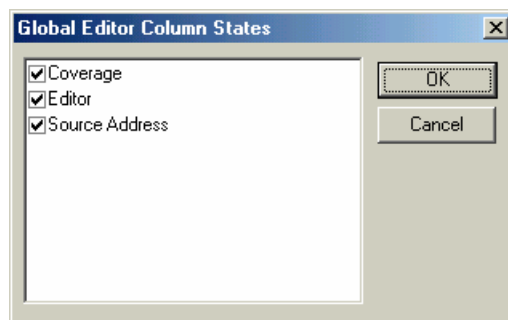 Global Editor Column States
Coverage
Editor
Source Address
OK
Cancel